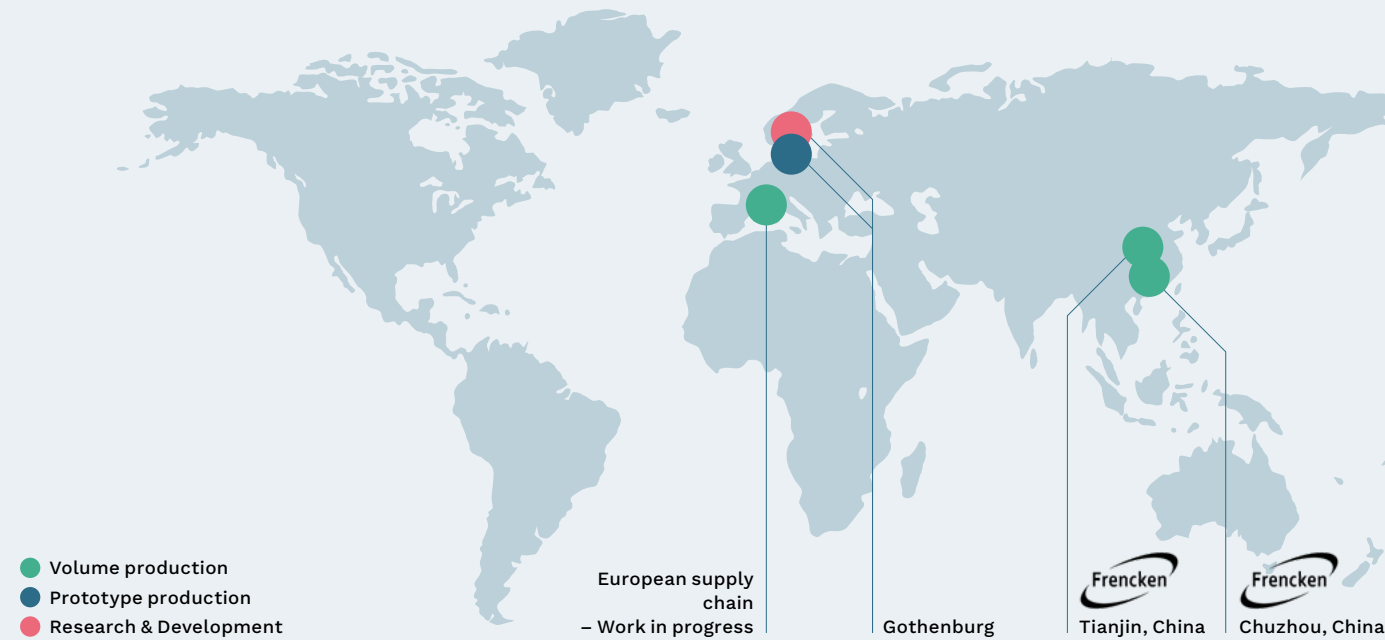 Volume production
Prototype production
Research & Development
European supply
chain
– Work in progress
Gothenburg
Frencken
Tianjin, China
Frencken
Chuzhou, China